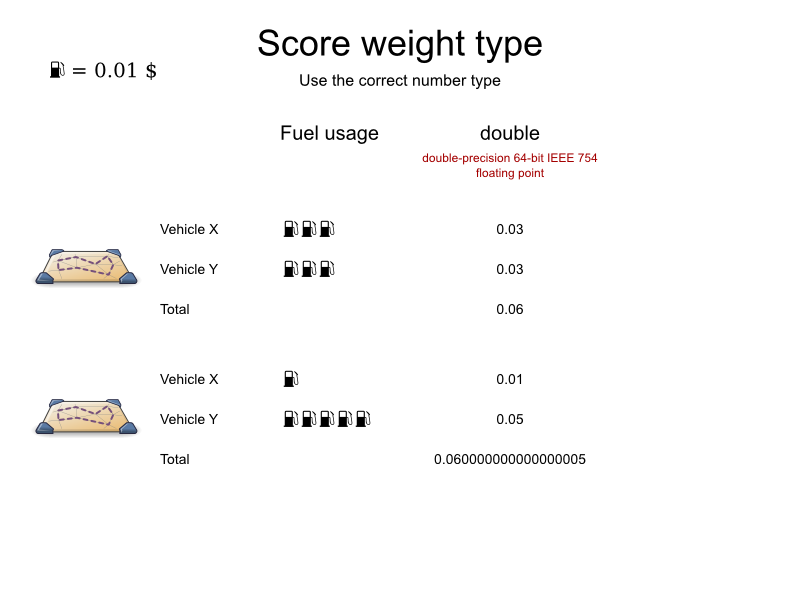 Score weight type
= 0.01 $
Use the correct number type
Fuel usage double
double-precision 64-bit IEEE 754
floating point
Vehicle X 0.03
Vehicle Y 0.03
Total 0.06
Vehicle X 0.01
Vehicle Y 0.05
Total 0.060000000000000005